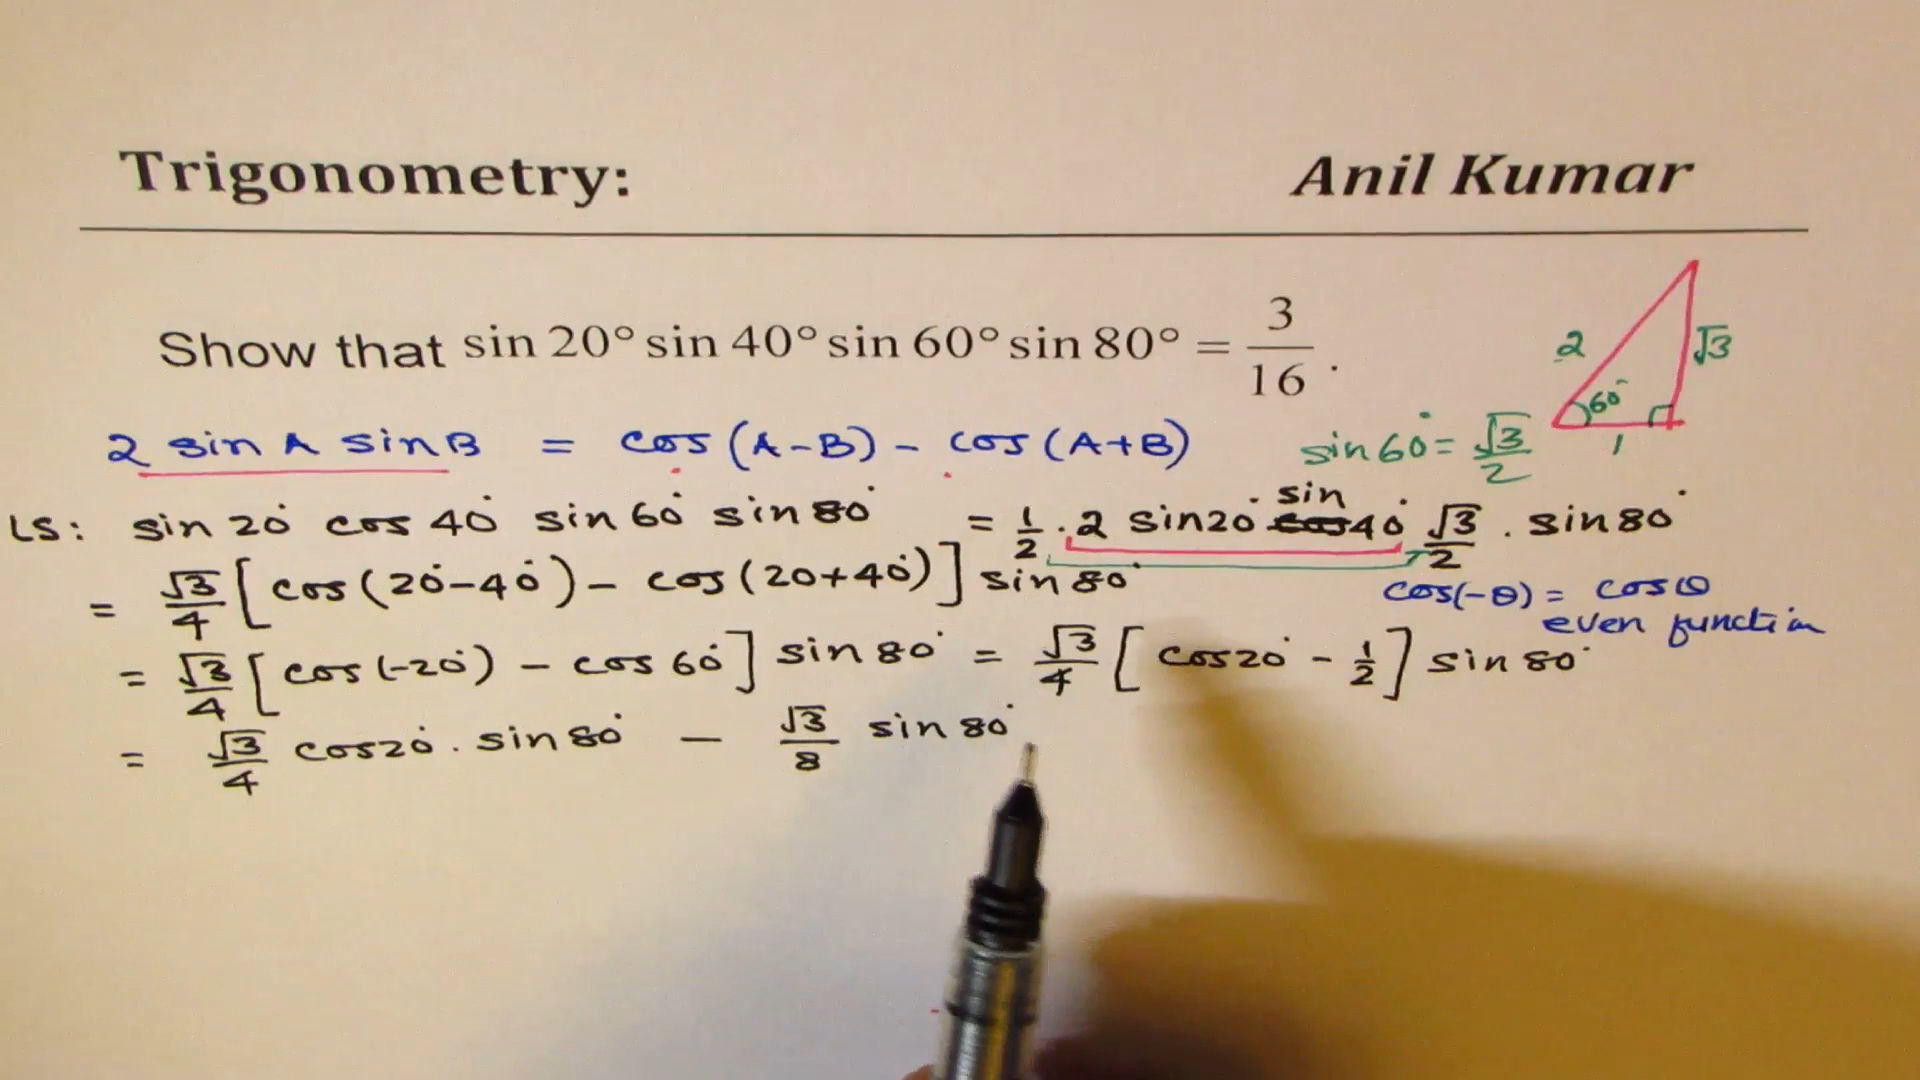 Trigonometry: Anil Kumar
Show that sin 20° sin 40° sin 60° sin 80° = 3/16 .
2 sin A sin B = cos (A-B) - cos (A+B)
sin 60° = √3/2
2 √3 60° 1
LS: sin 20° cos 40° sin 60° sin 80° = 1/2 · 2 sin 20° sin ~~cos~~ 40° √3/2 . sin 80°
= √3/4 [ cos (20° - 40°) - cos (20 + 40°) ] sin 80°
cos(-θ) = cos θ
even function
= √3/4 [ cos (-20°) - cos 60° ] sin 80° = √3/4 [ cos 20° - 1/2 ] sin 80°
= √3/4 cos 20° . sin 80° - √3/8 sin 80°